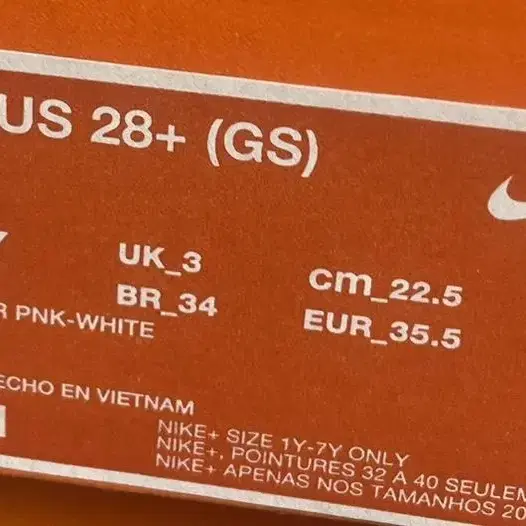 US 28+ (GS)
Y
UK_3
BR_34
cm_22.5
EUR_35.5
R PNK-WHITE
ECHO EN VIETNAM
NIKE+ SIZE 1Y-7Y ONLY
NIKE+, POINTURES 32 À 40 SEULEM
NIKE+ APENAS NOS TAMANHOS 20